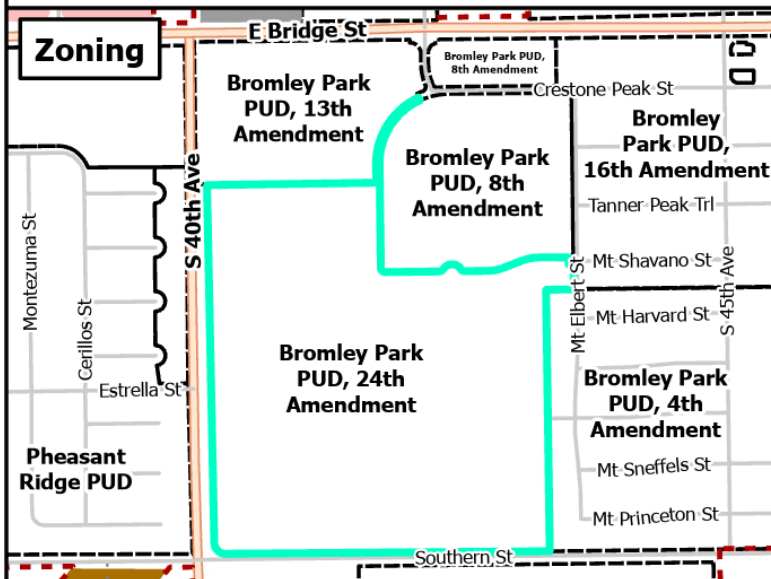 Zoning
E Bridge St
Bromley Park PUD,
8th Amendment
Bromley Park
PUD, 13th
Amendment
Crestone Peak St
Bromley
Park PUD,
16th Amendment
Bromley Park
PUD, 8th
Amendment
S 40th Ave
Tanner Peak Trl
Montezuma St
Mt Shavano St
S 45th Ave
Mt Elbert St
Cerillos St
Mt Harvard St
Bromley Park
PUD, 24th
Amendment
Estrella St
Bromley Park
PUD, 4th
Amendment
Pheasant
Ridge PUD
Mt Sneffels St
Mt Princeton St
Southern St